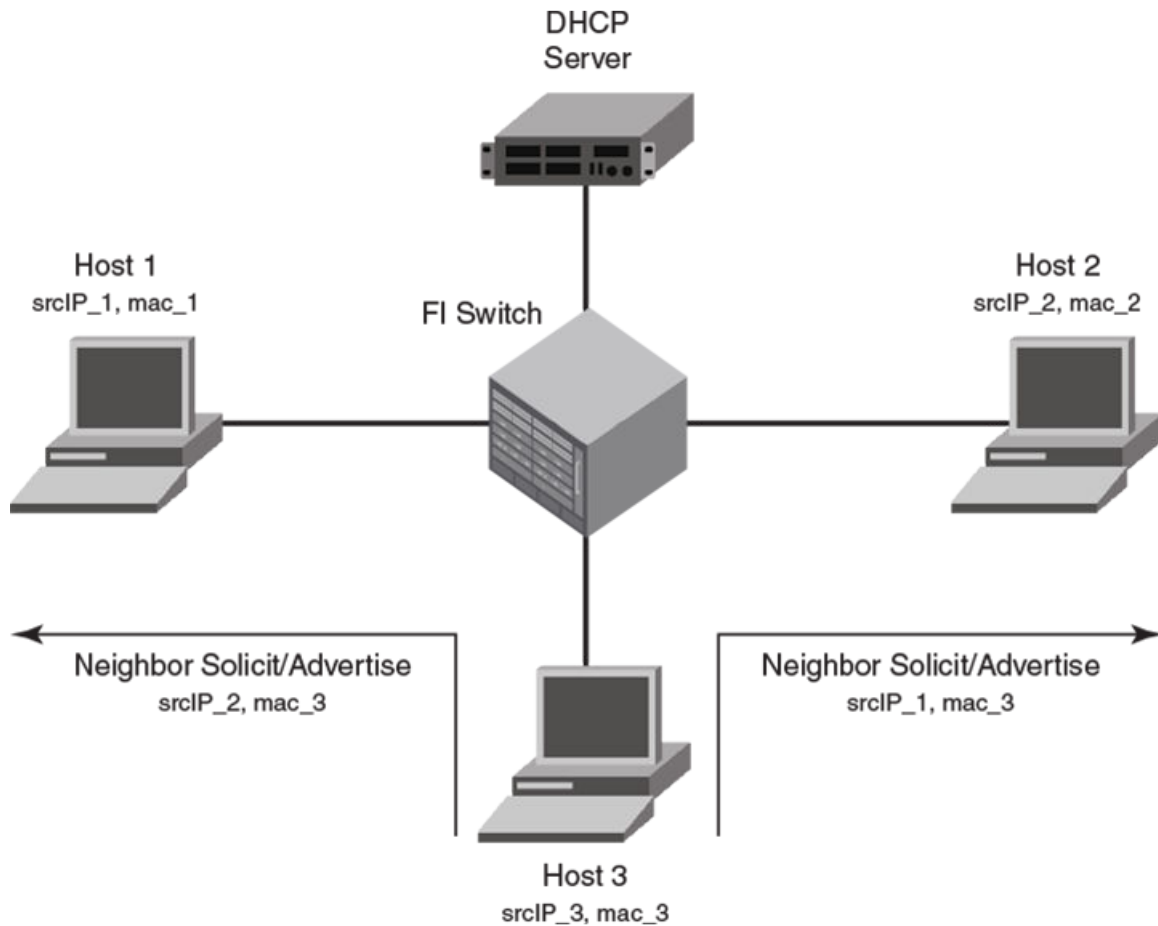 DHCP
Server
Host 1
srcIP_1, mac_1
FI Switch
Host 2
srcIP_2, mac_2
Neighbor Solicit/Advertise
srcIP_2, mac_3
Neighbor Solicit/Advertise
srcIP_1, mac_3
Host 3
srcIP_3, mac_3